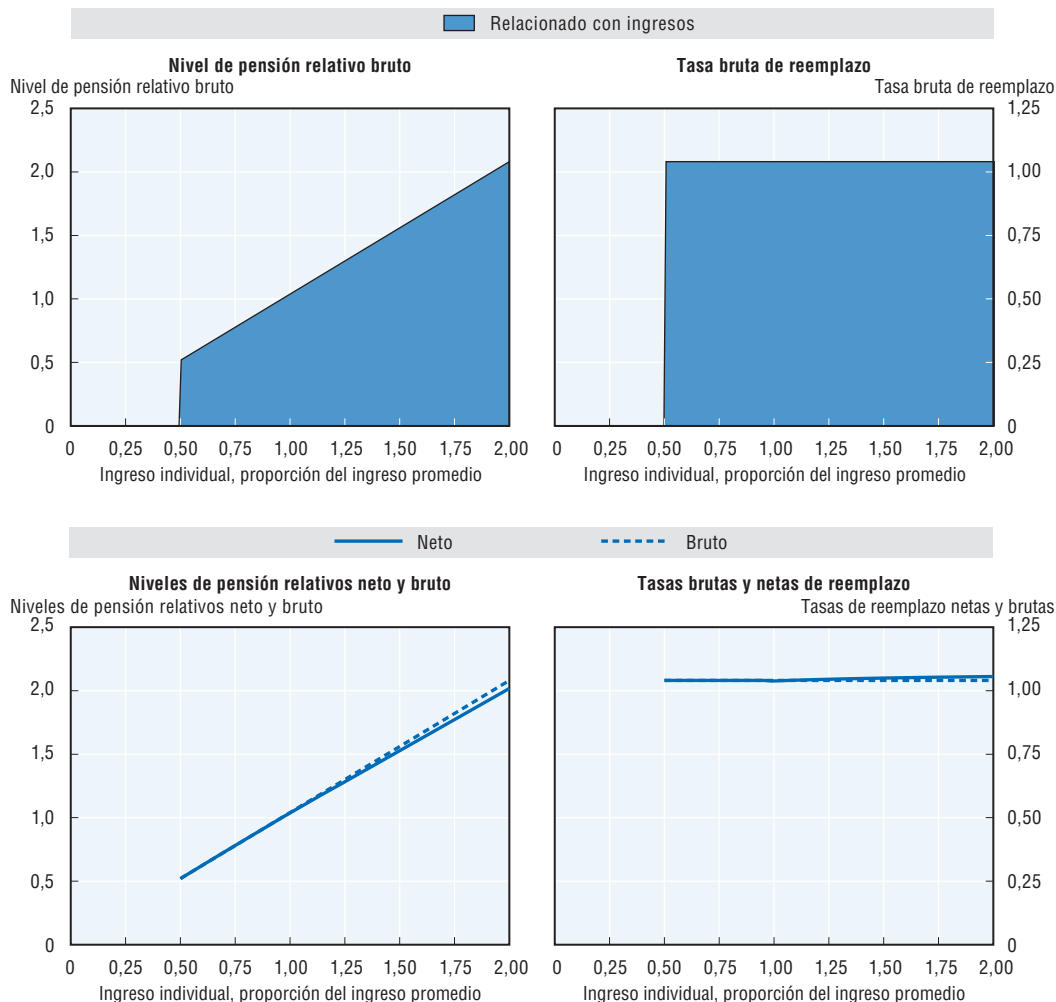 Relacionado con ingresos
Nivel de pensión relativo bruto
Nivel de pensión relativo bruto
2,5
2,0
1,5
1,0
0,5
0
0 0,25 0,50 0,75 1,00 1,25 1,50 1,75 2,00
Ingreso individual, proporción del ingreso promedio
Tasa bruta de reemplazo
Tasa bruta de reemplazo
1,25
1,00
0,75
0,50
0,25
0
0 0,25 0,50 0,75 1,00 1,25 1,50 1,75 2,00
Ingreso individual, proporción del ingreso promedio
Neto Bruto
Niveles de pensión relativos neto y bruto
Niveles de pensión relativos neto y bruto
2,5
2,0
1,5
1,0
0,5
0
0 0,25 0,50 0,75 1,00 1,25 1,50 1,75 2,00
Ingreso individual, proporción del ingreso promedio
Tasas brutas y netas de reemplazo
Tasas de reemplazo netas y brutas
1,25
1,00
0,75
0,50
0,25
0
0 0,25 0,50 0,75 1,00 1,25 1,50 1,75 2,00
Ingreso individual, proporción del ingreso promedio